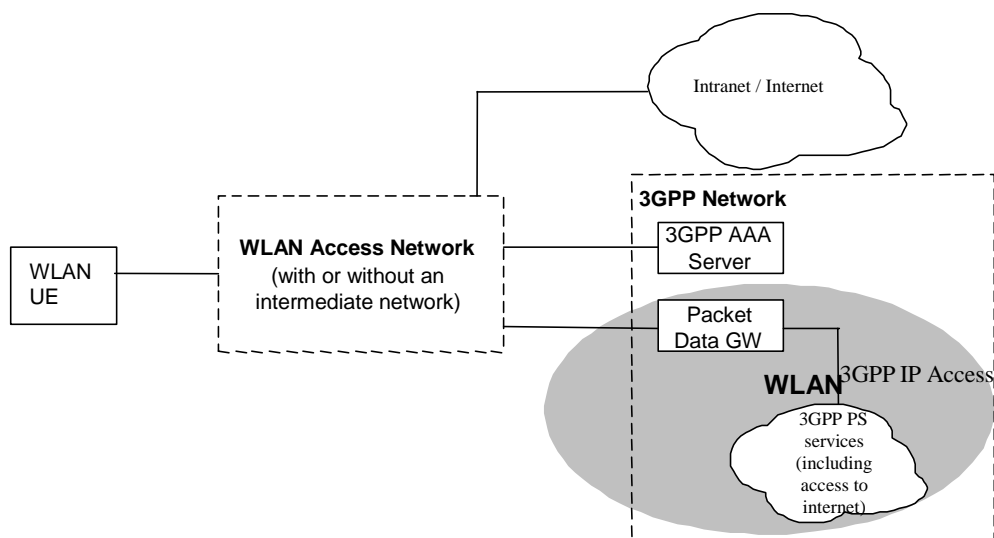 Intranet / Internet
3GPP Network
3GPP AAA
Server
WLAN Access Network
(with or without an
intermediate network)
WLAN
UE
Packet
Data GW
WLAN
3GPP IP Access
3GPP PS
services
(including
access to
internet)